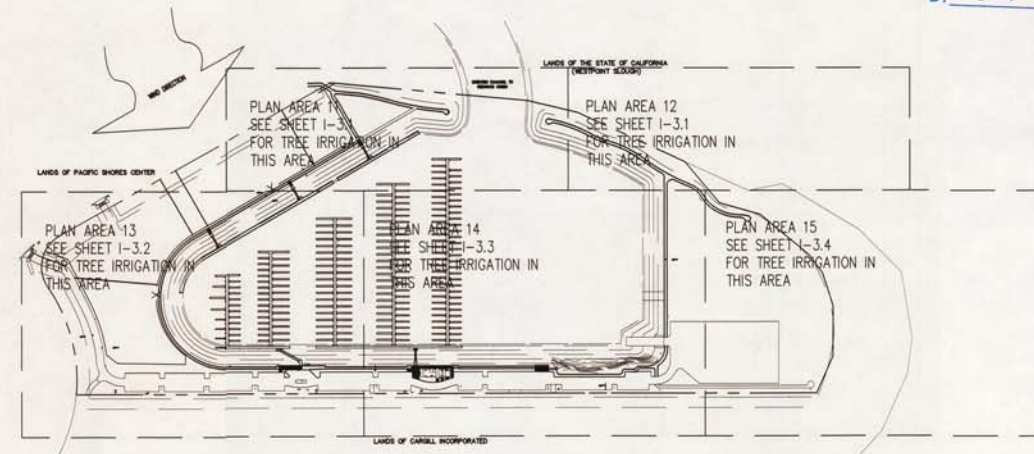 LANDS OF THE STATE OF CALIFORNIA
(WESTPOINT SLOUGH)
WIND DIRECTION
PLAN AREA 11
SEE SHEET I-3.1
FOR TREE IRRIGATION IN
THIS AREA
PLAN AREA 12
SEE SHEET I-3.1
FOR TREE IRRIGATION IN
THIS AREA
LANDS OF PACIFIC SHORES CENTER
PLAN AREA 13
SEE SHEET I-3.2
FOR TREE IRRIGATION IN
THIS AREA
PLAN AREA 14
SEE SHEET I-3.3
FOR TREE IRRIGATION IN
THIS AREA
PLAN AREA 15
SEE SHEET I-3.4
FOR TREE IRRIGATION IN
THIS AREA
LANDS OF CARGILL INCORPORATED